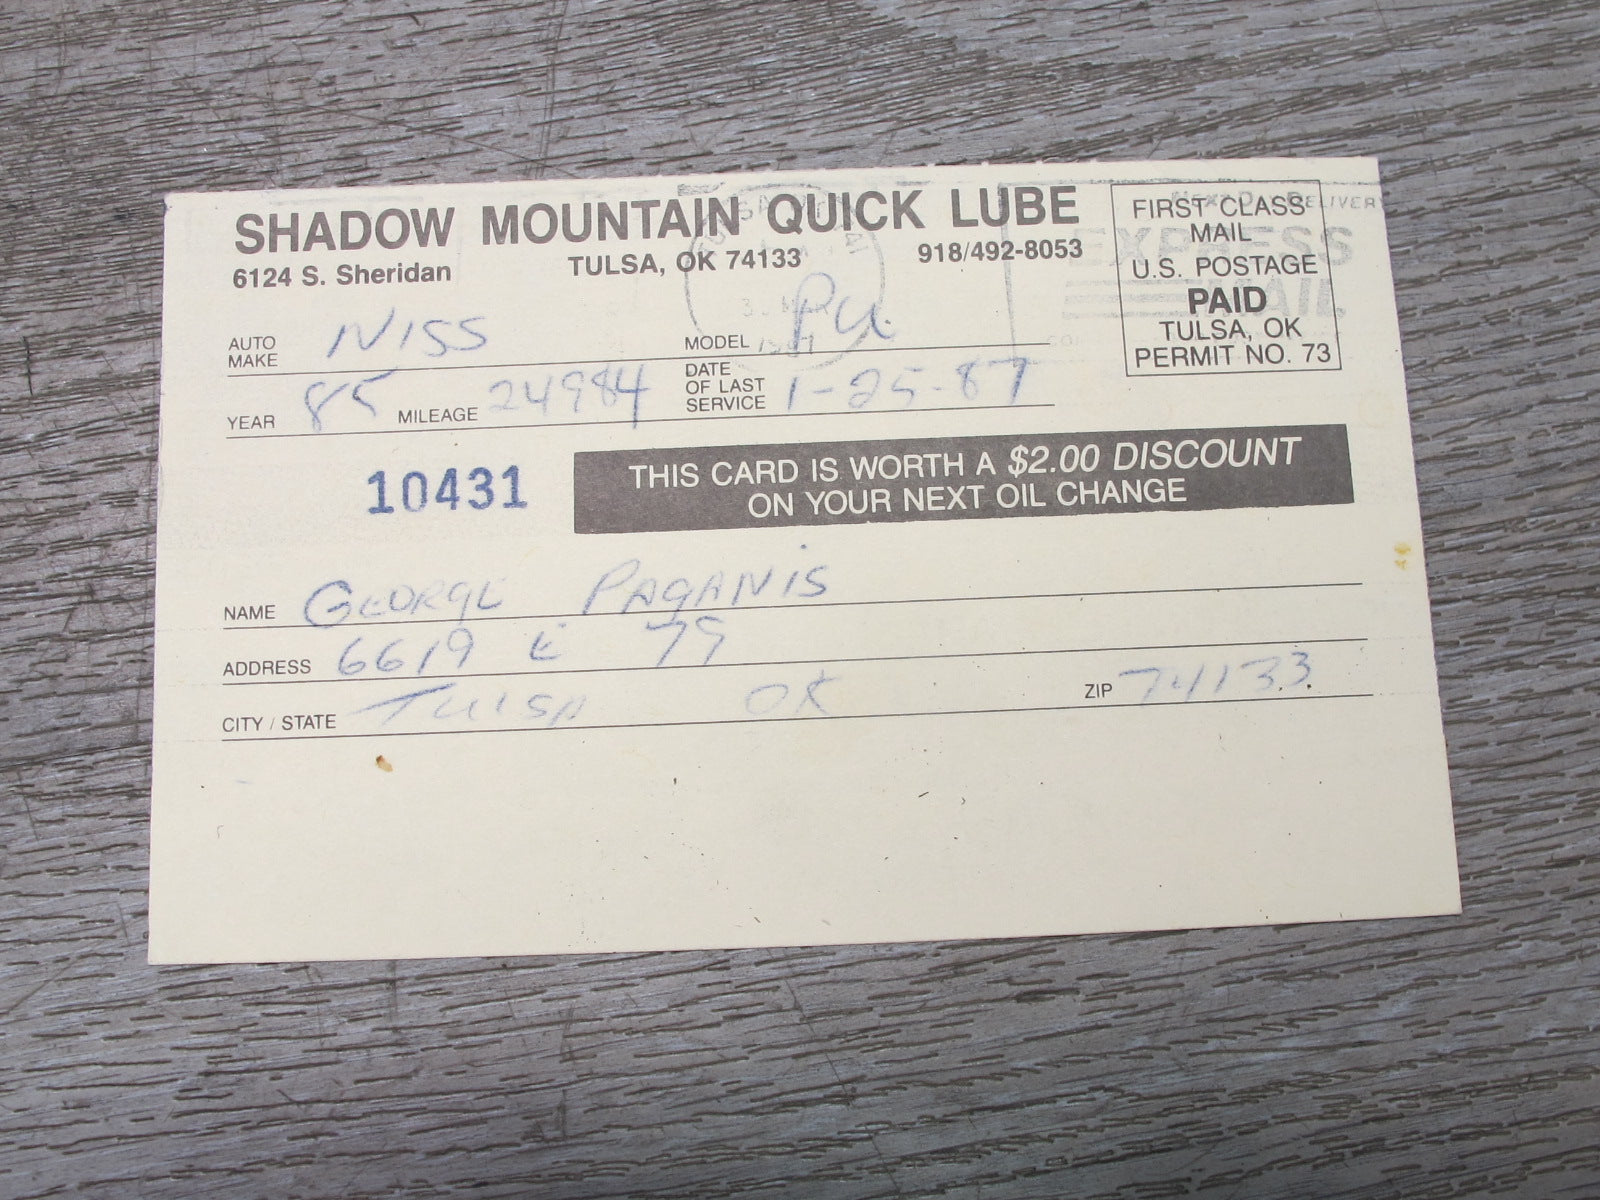 SHADOW MOUNTAIN QUICK LUBE
6124 S. Sheridan TULSA, OK 74133 918/492-8053
FIRST CLASS
MAIL
U.S. POSTAGE
PAID
TULSA, OK
PERMIT NO. 73
EXPRESS
MAIL
AUTO MAKE NISS MODEL PU.
YEAR 85 MILEAGE 24984 DATE OF LAST SERVICE 1-25-87
10431
THIS CARD IS WORTH A $2.00 DISCOUNT
ON YOUR NEXT OIL CHANGE
NAME GEORGE PAGANIS
ADDRESS 6619 E 79
CITY / STATE TULSA OK ZIP 74133